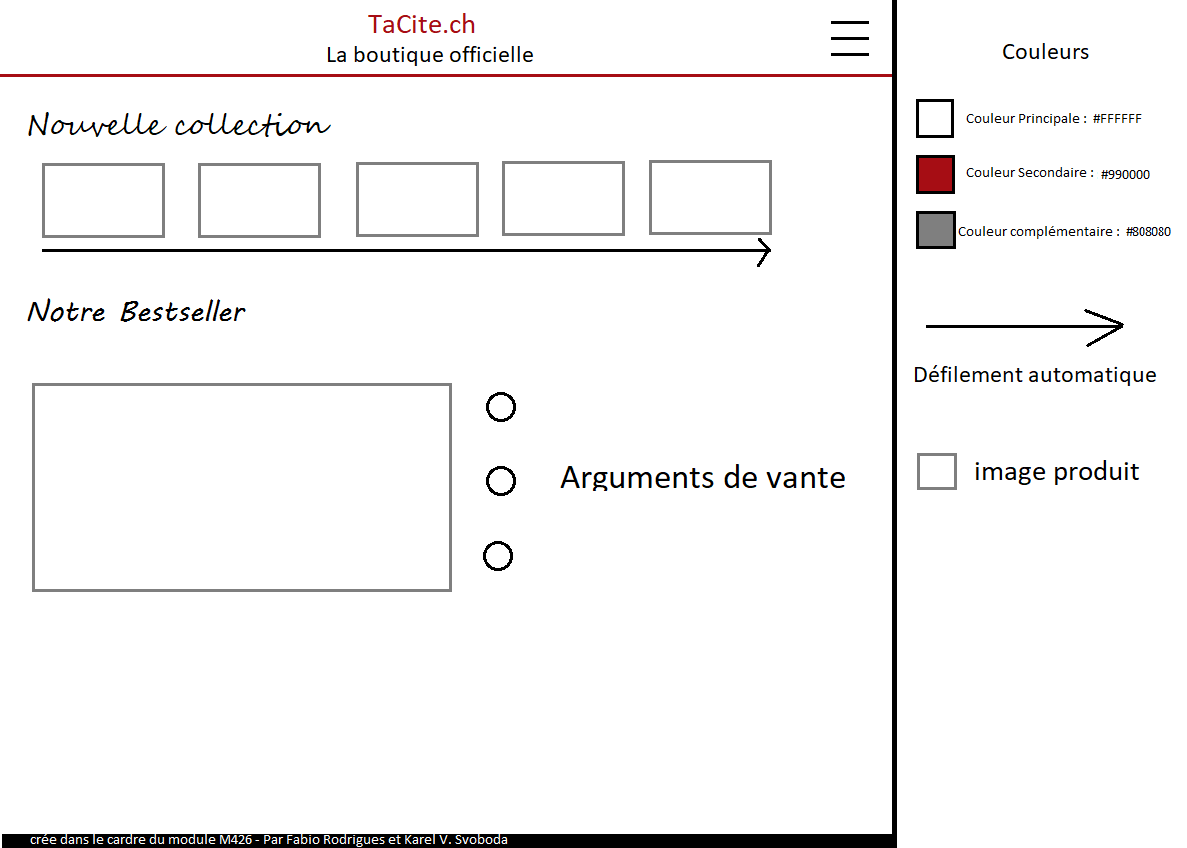 TaCite.ch
La boutique officielle
Nouvelle collection
Notre Bestseller
Arguments de vante
crée dans le cardre du module M426 - Par Fabio Rodrigues et Karel V. Svoboda
Couleurs
Couleur Principale : #FFFFFF
Couleur Secondaire : #990000
Couleur complémentaire : #808080
Défilement automatique
image produit